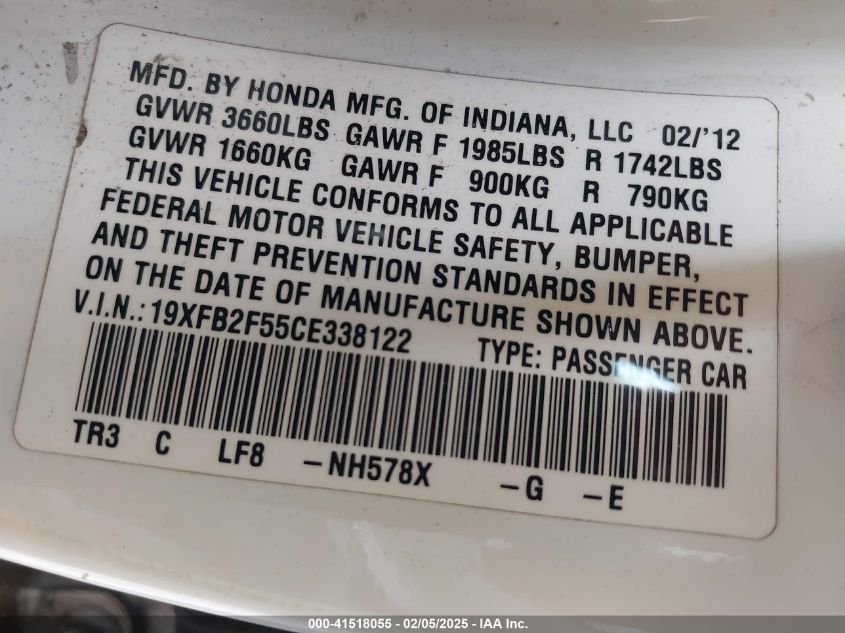 MFD. BY HONDA MFG. OF INDIANA, LLC 02/'12
GVWR 3660LBS GAWR F 1985LBS R 1742LBS
GVWR 1660KG GAWR F 900KG R 790KG
THIS VEHICLE CONFORMS TO ALL APPLICABLE
FEDERAL MOTOR VEHICLE SAFETY, BUMPER,
AND THEFT PREVENTION STANDARDS IN EFFECT
ON THE DATE OF MANUFACTURE SHOWN ABOVE.
V.I.N.:19XFB2F55CE338122 TYPE: PASSENGER CAR
TR3 C LF8 -NH578X -G -E
000-41518055 - 02/05/2025 - IAA Inc.